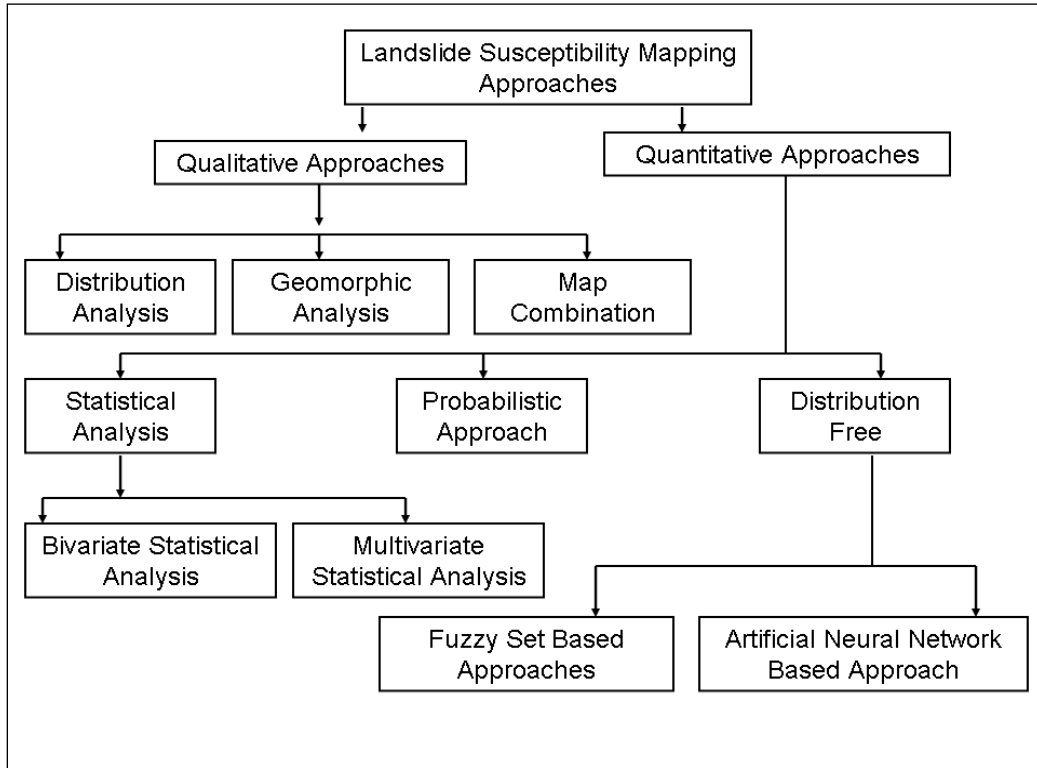 Landslide Susceptibility Mapping
Approaches
Qualitative Approaches
Quantitative Approaches
Distribution
Analysis
Geomorphic
Analysis
Map
Combination
Statistical
Analysis
Probabilistic
Approach
Distribution
Free
Bivariate Statistical
Analysis
Multivariate
Statistical Analysis
Fuzzy Set Based
Approaches
Artificial Neural Network
Based Approach